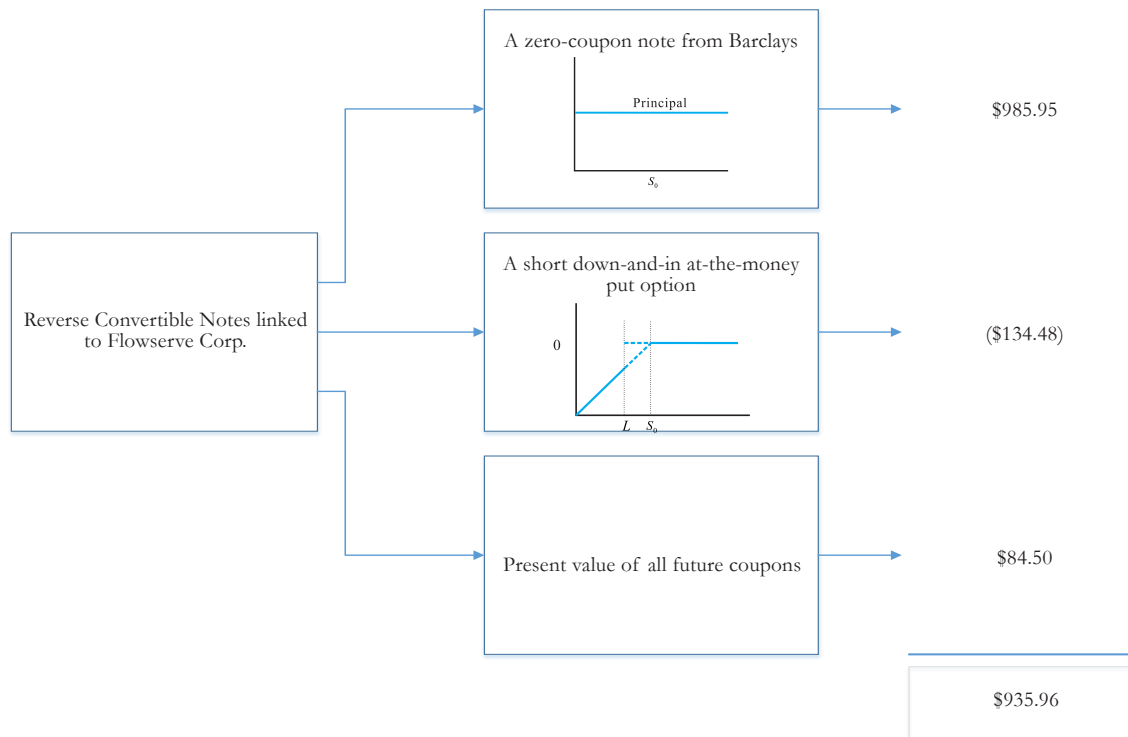 A zero-coupon note from Barclays
Principal
S₀
$985.95
Reverse Convertible Notes linked
to Flowserve Corp.
A short down-and-in at-the-money
put option
0
L S₀
($134.48)
Present value of all future coupons
$84.50
$935.96